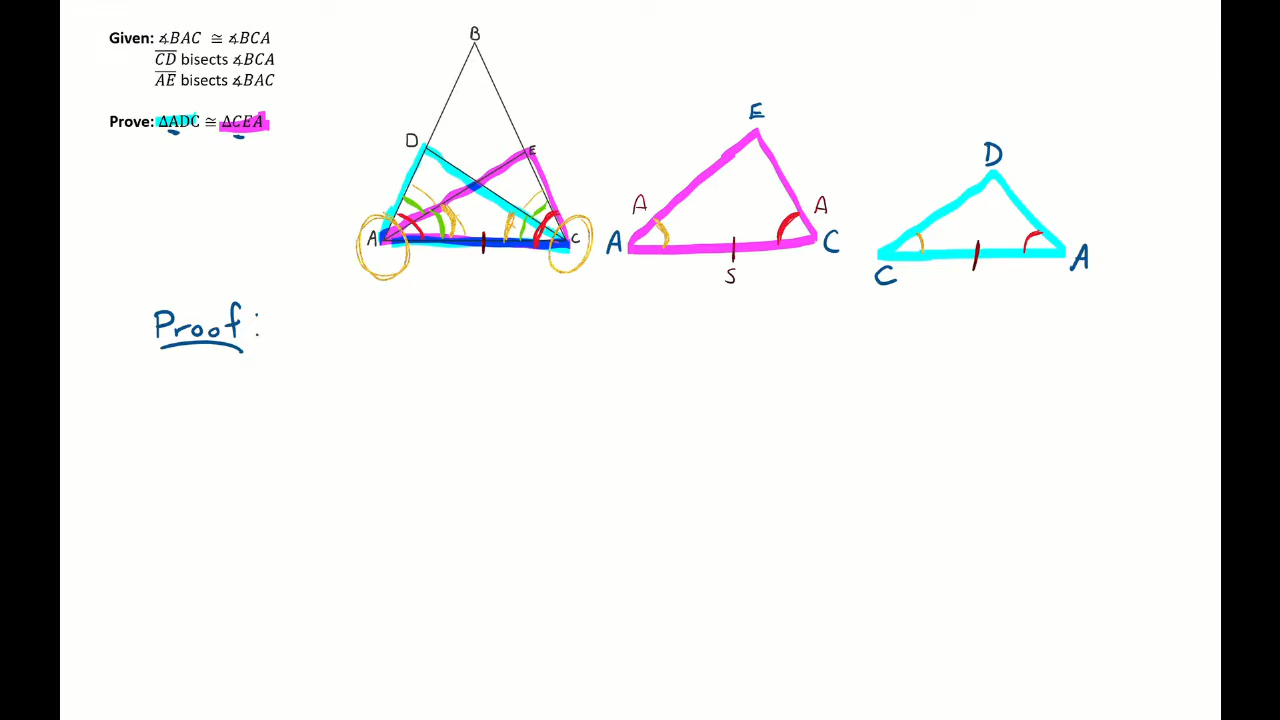 Given: ∡BAC ≅ ∡BCA
CD bisects ∡BCA
AE bisects ∡BAC
Prove: ΔADC ≅ ΔCEA
B
D
E
A
C
E
A
A
A
C
S
D
C
A
Proof: